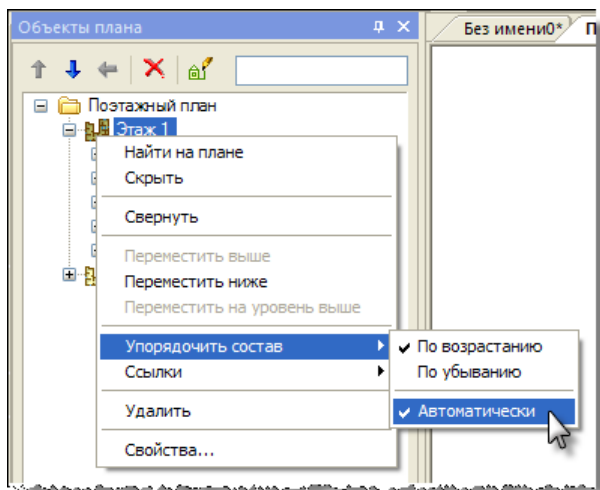 Объекты плана
Без имени0*
П
Поэтажный план
Этаж 1
Найти на плане
Скрыть
Свернуть
Переместить выше
Переместить ниже
Переместить на уровень выше
Упорядочить состав
По возрастанию
Ссылки
По убыванию
Удалить
Автоматически
Свойства...